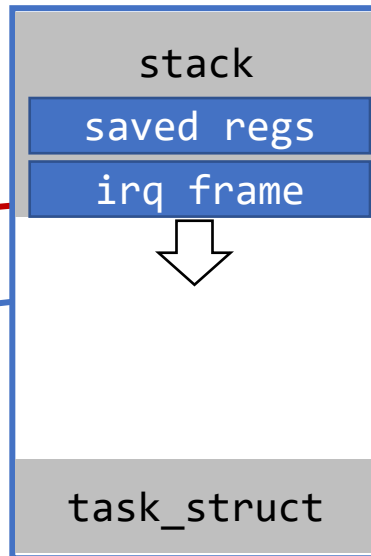 stack
saved regs
irq frame
task_struct